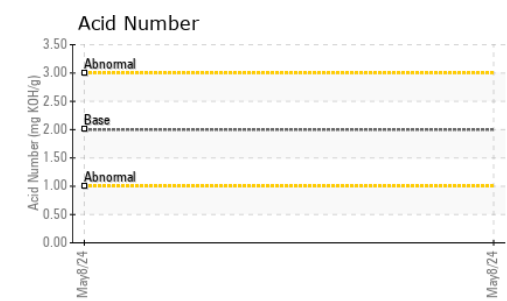 Acid Number
Acid Number (mg KOH/g)
3.50
Abnormal
3.00
2.50
Base
2.00
1.50
Abnormal
1.00
0.50
0.00
May8/24
May8/24